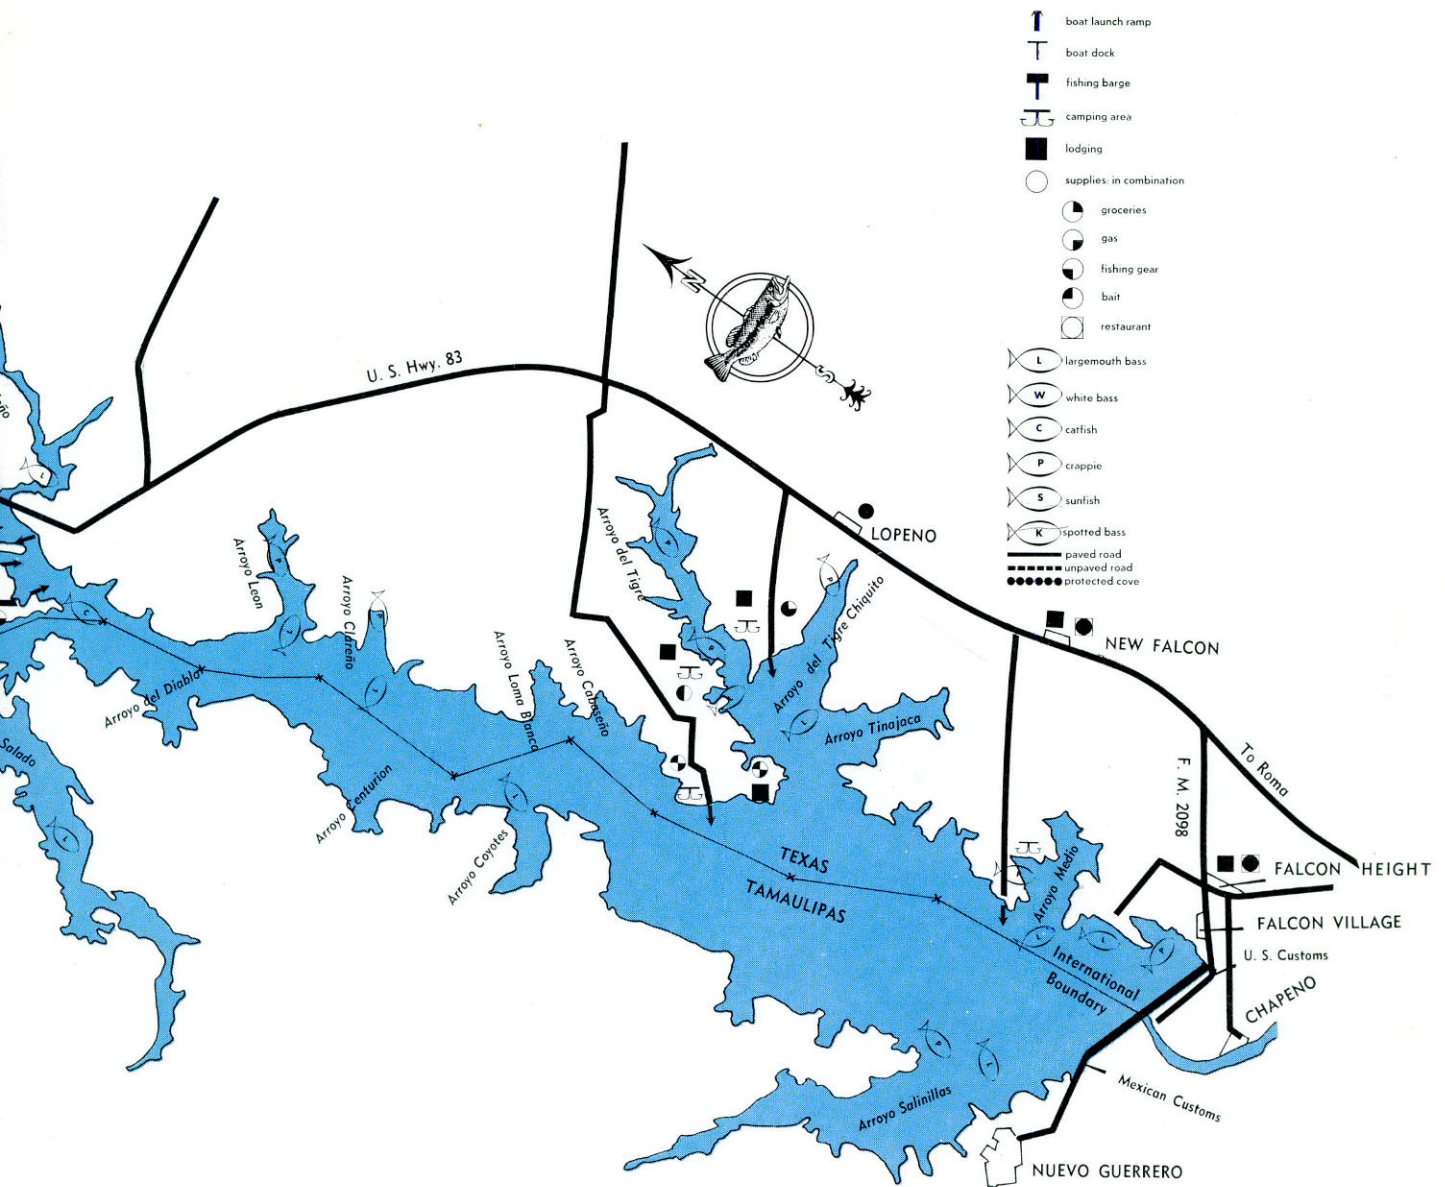 boat launch ramp
boat dock
fishing barge
camping area
lodging
supplies: in combination
groceries
gas
fishing gear
bait
restaurant
L largemouth bass
W white bass
C catfish
P crappie
S sunfish
K spotted bass
paved road
unpaved road
protected cove
N
S
U. S. Hwy. 83
LOPENO
NEW FALCON
To Roma
F. M. 2098
FALCON HEIGHT
FALCON VILLAGE
U. S. Customs
CHAPENO
Mexican Customs
NUEVO GUERRERO
Arroyo Leon
Arroyo Clareño
Arroyo del Diablo
Arroyo Loma Blanca
Arroyo Cabaseño
Arroyo del Tigre
Arroyo del Tigre Chiquito
Arroyo Tinajaca
Arroyo Centurion
Arroyo Coyotes
Salado
TEXAS
TAMAULIPAS
Arroyo Medio
International
Boundary
Arroyo Salinillas